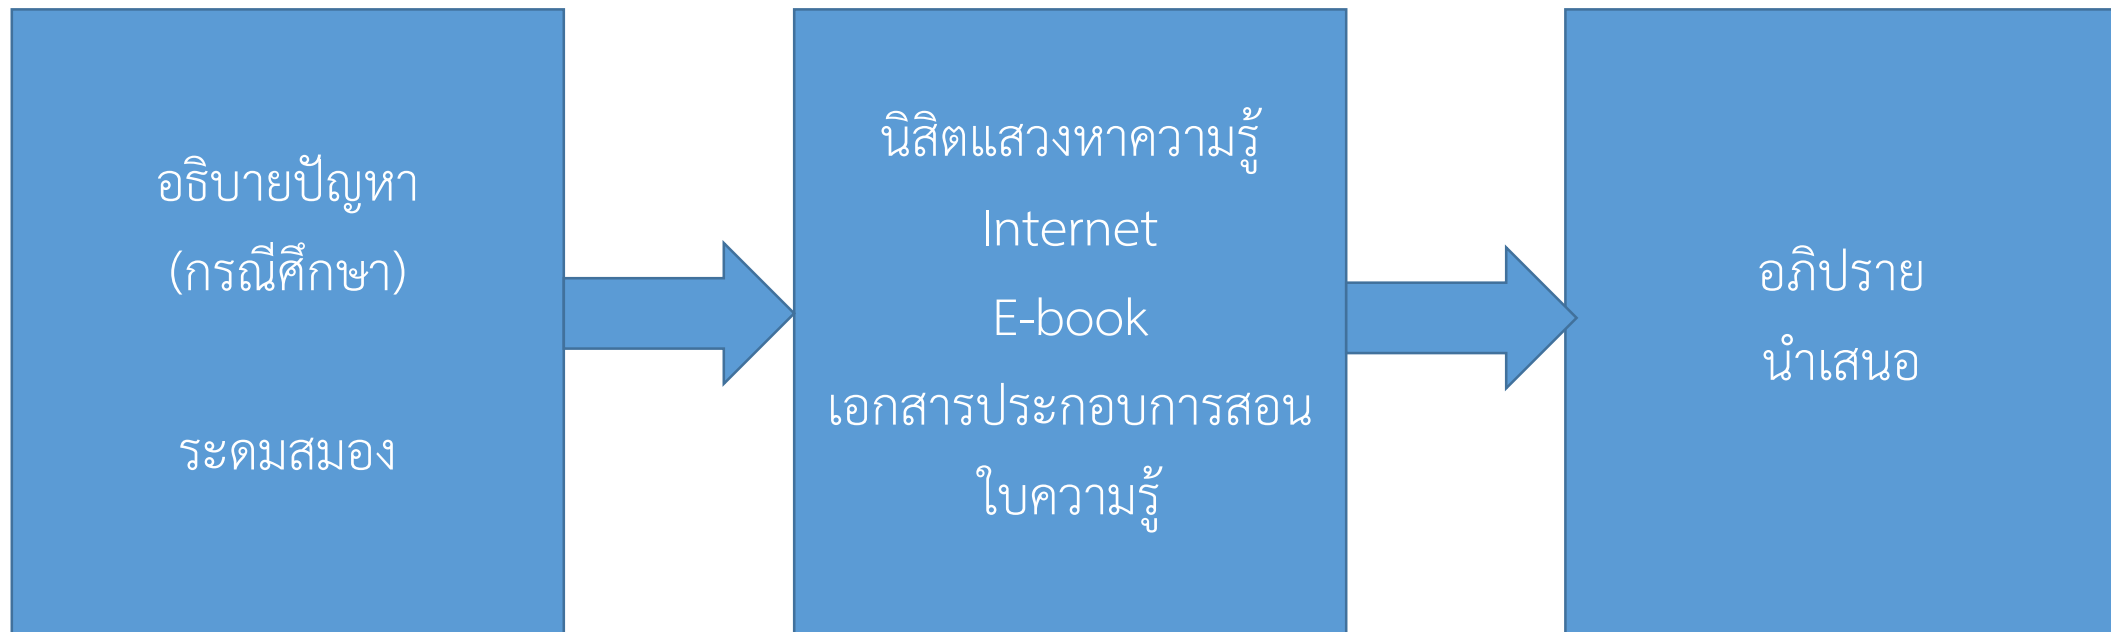 อธิบายปัญหา
(กรณีศึกษา)
ระดมสมอง
นิสิตแสวงหาความรู้
Internet
E-book
เอกสารประกอบการสอน
ใบความรู้
อภิปราย
นำเสนอ